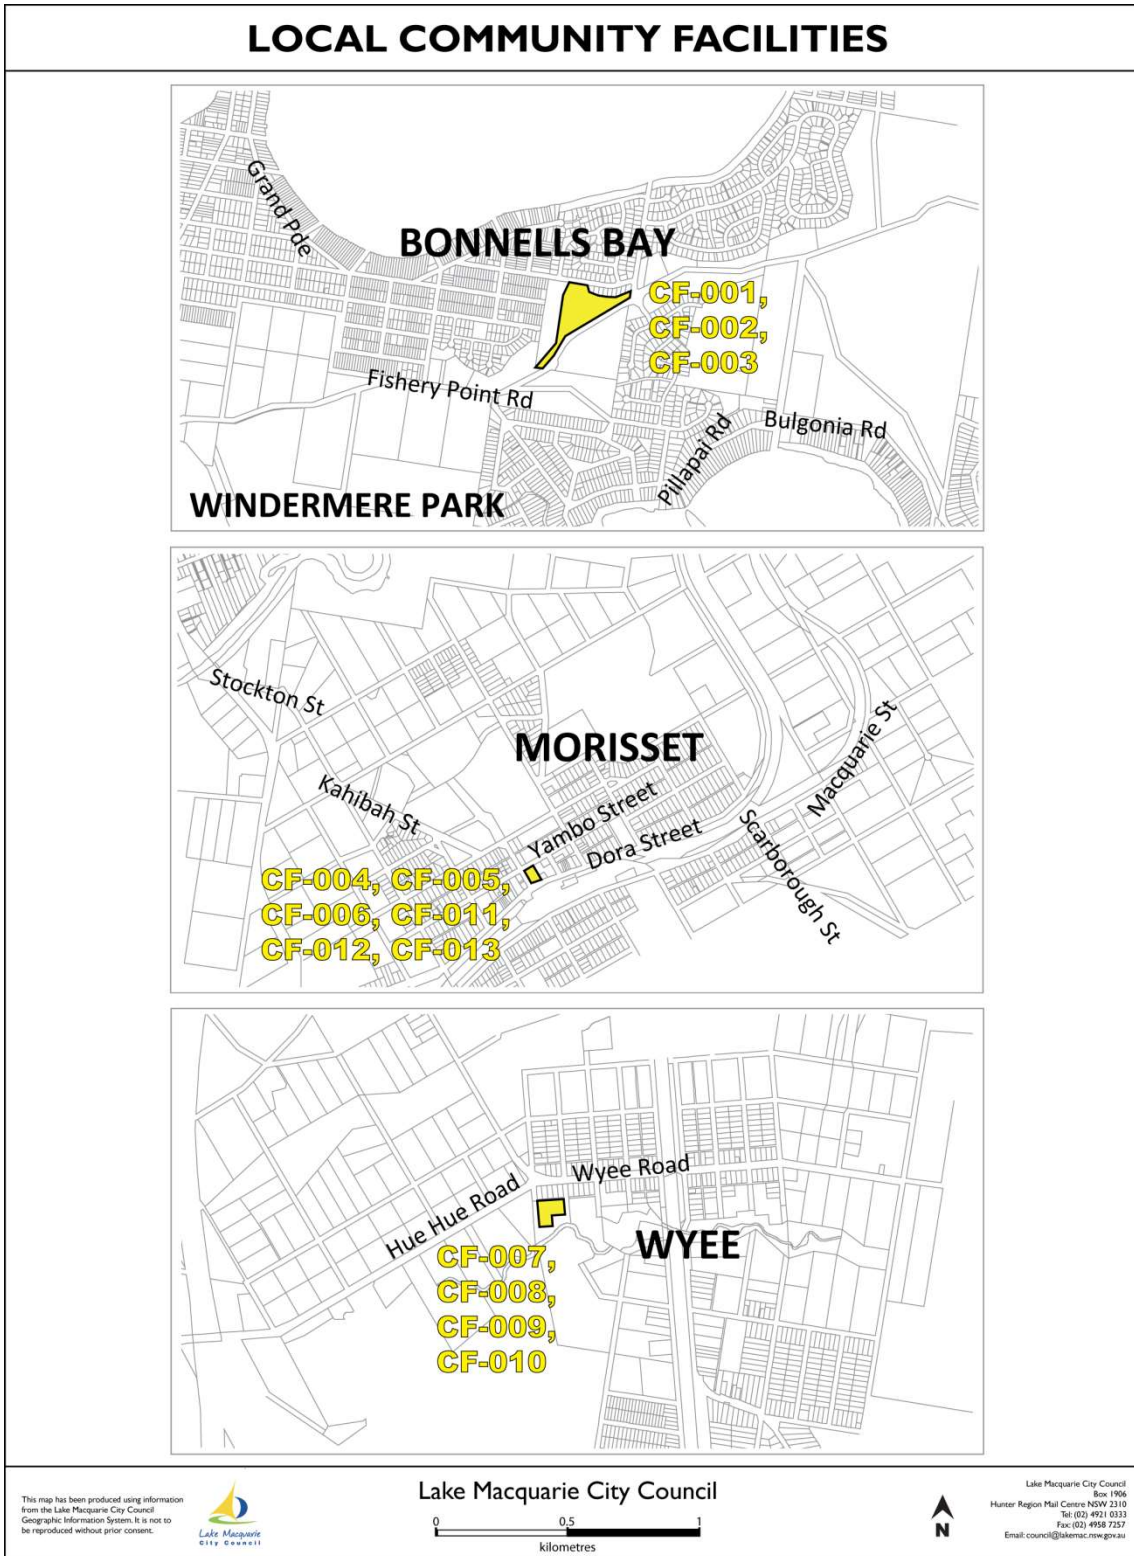 LOCAL COMMUNITY FACILITIES
Grand Pde
BONNELLS BAY
CF-001,
CF-002,
CF-003
Fishery Point Rd
Pillapai Rd
Bulgonia Rd
WINDERMERE PARK
Stockton St
MORISSET
Macquarie St
Kahibah St
Yambo Street
Dora Street
Scarborough St
CF-004, CF-005,
CF-006, CF-011,
CF-012, CF-013
Wyee Road
Hue Hue Road
WYEE
CF-007,
CF-008,
CF-009,
CF-010
This map has been produced using information
from the Lake Macquarie City Council
Geographic Information System. It is not to
be reproduced without prior consent.
Lake Macquarie
City Council
Lake Macquarie City Council
0 0.5 1
kilometres
N
Lake Macquarie City Council
Box 1906
Hunter Region Mail Centre NSW 2310
Tel: (02) 4921 0333
Fax: (02) 4958 7257
Email: council@lakemac.nsw.gov.au